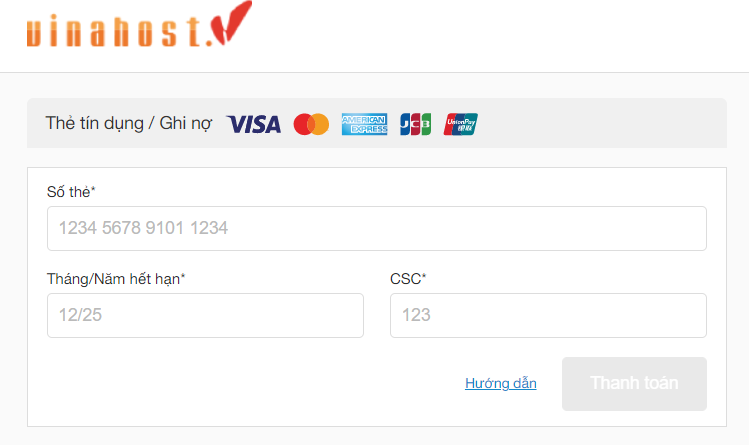 vinahost.
Thẻ tín dụng / Ghi nợ VISA AMERICAN EXPRESS JCB UnionPay 银联
Số thẻ*
1234 5678 9101 1234
Tháng/Năm hết hạn* CSC*
12/25 123
Hướng dẫn Thanh toán